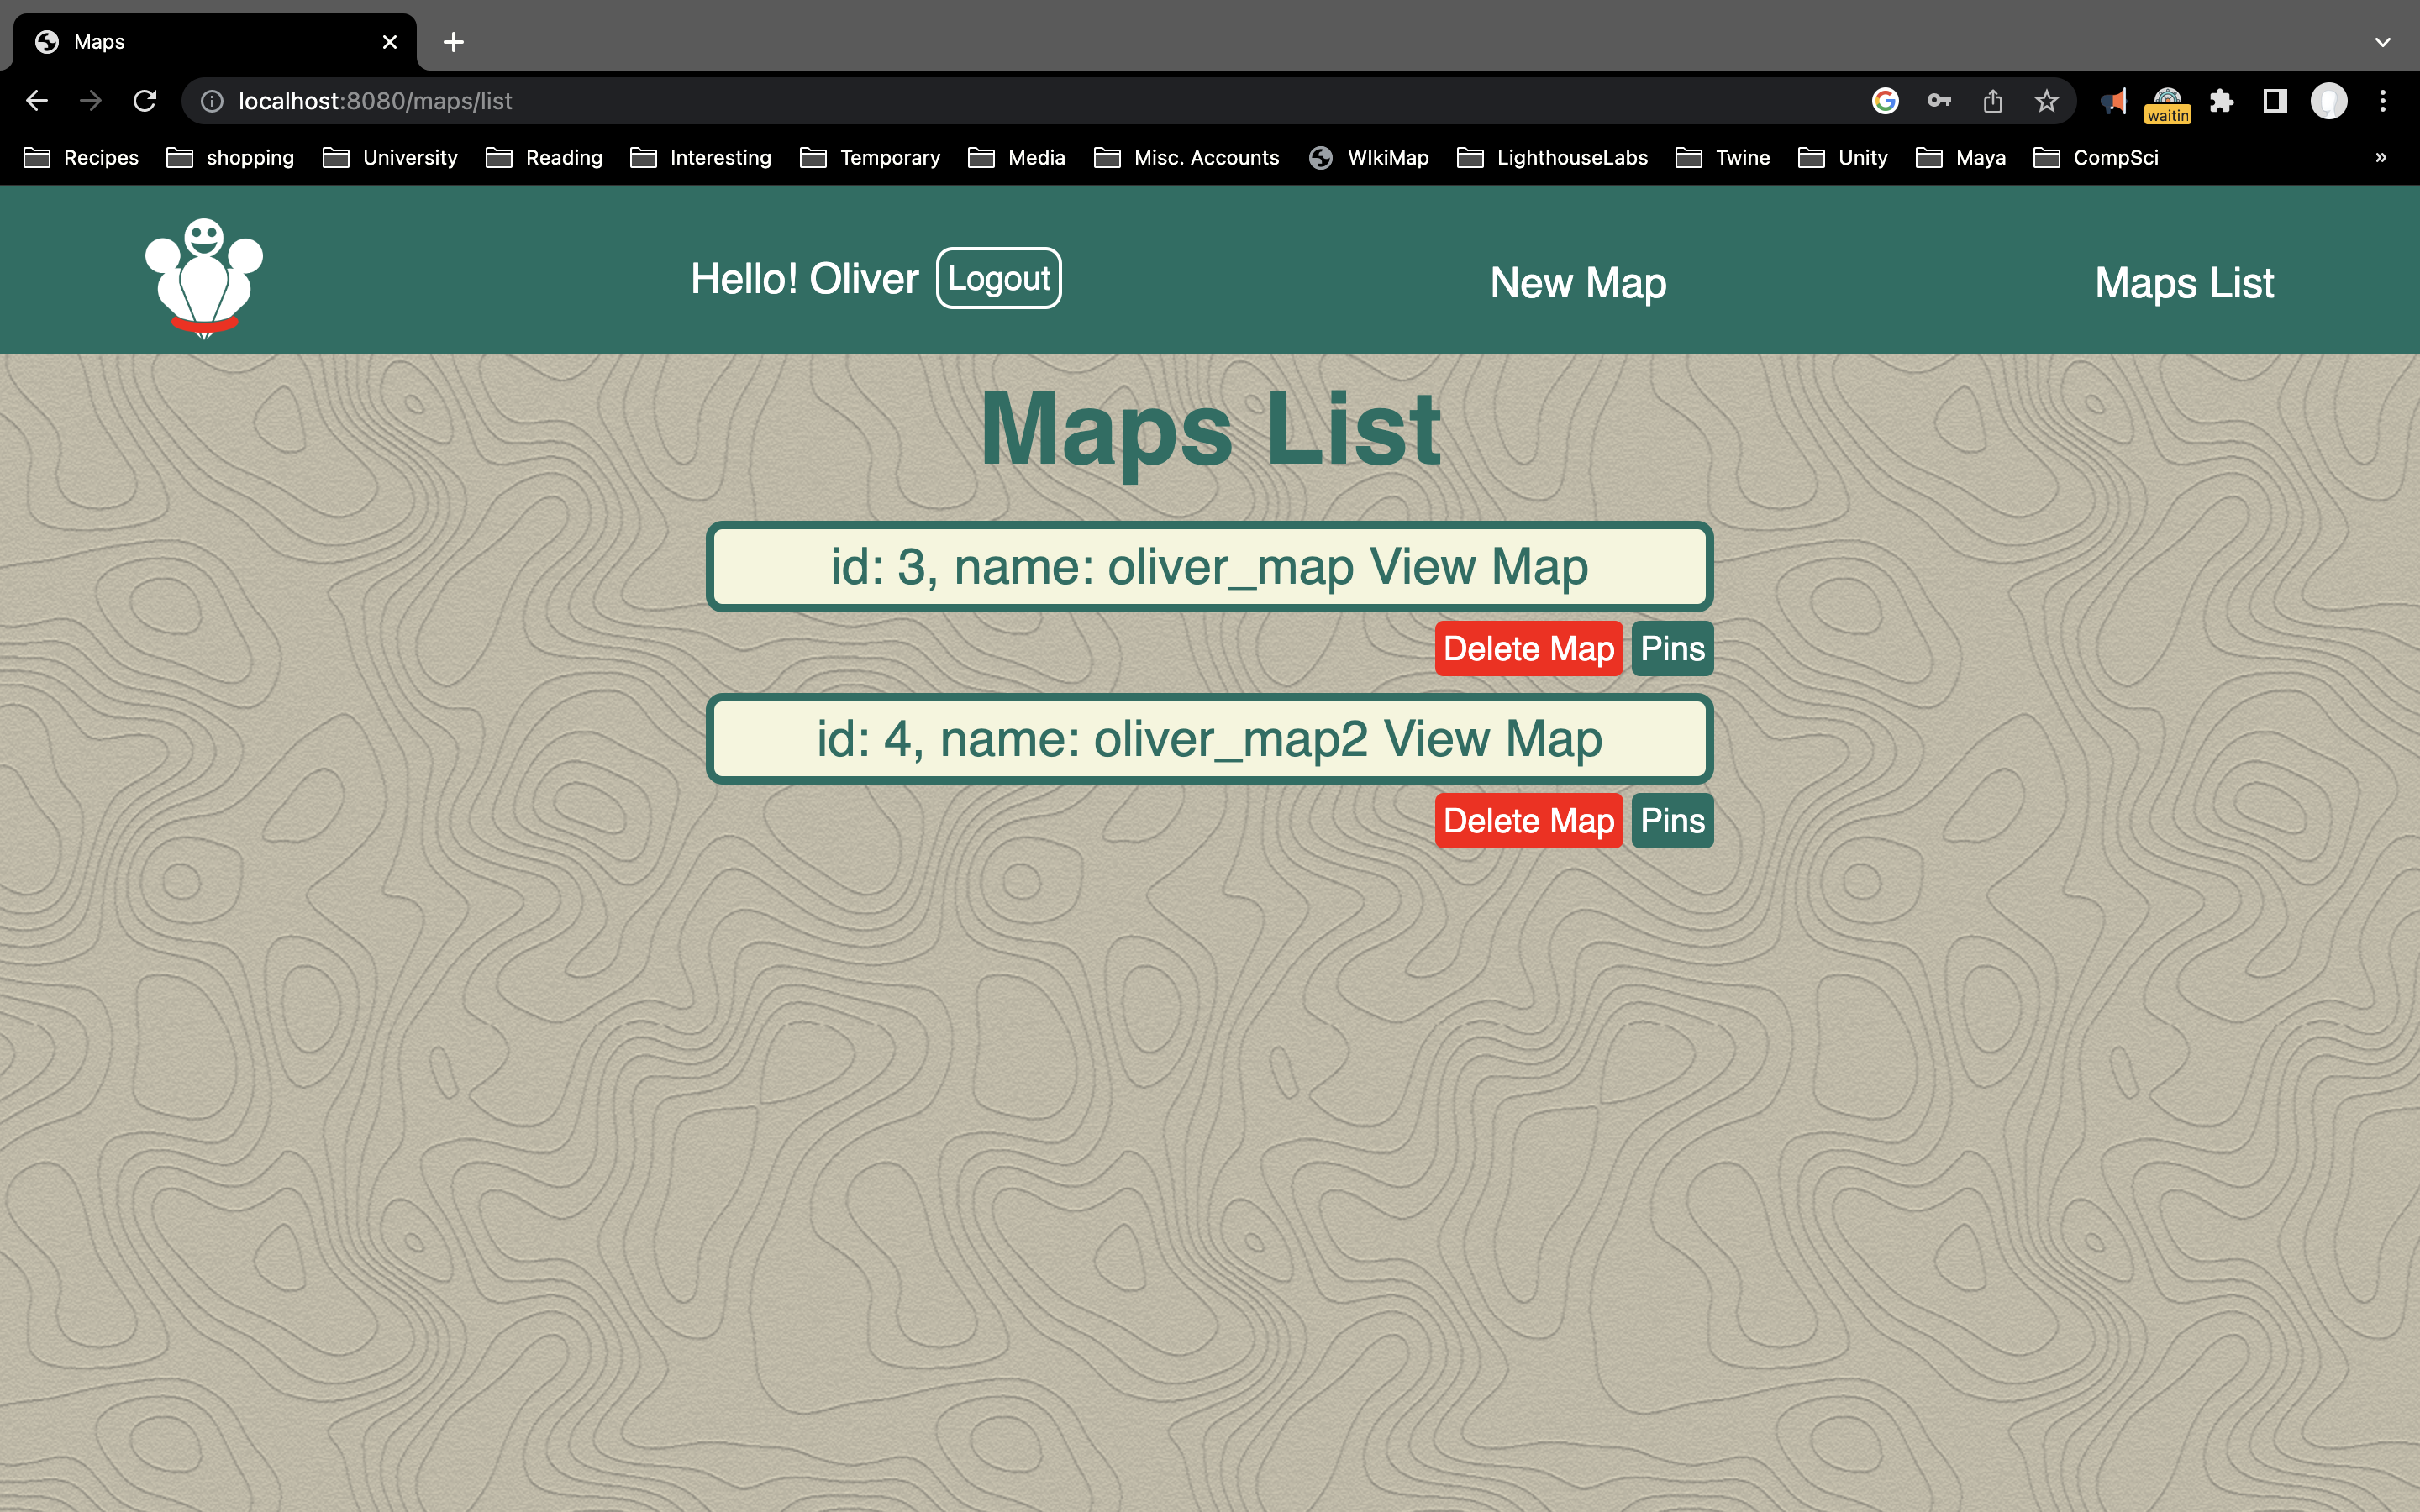 Maps
localhost:8080/maps/list
waitin
Recipes shopping University Reading Interesting Temporary Media Misc. Accounts WIkiMap LighthouseLabs Twine Unity Maya CompSci »
Hello! Oliver Logout New Map Maps List
Maps List
id: 3, name: oliver_map View Map
Delete Map Pins
id: 4, name: oliver_map2 View Map
Delete Map Pins